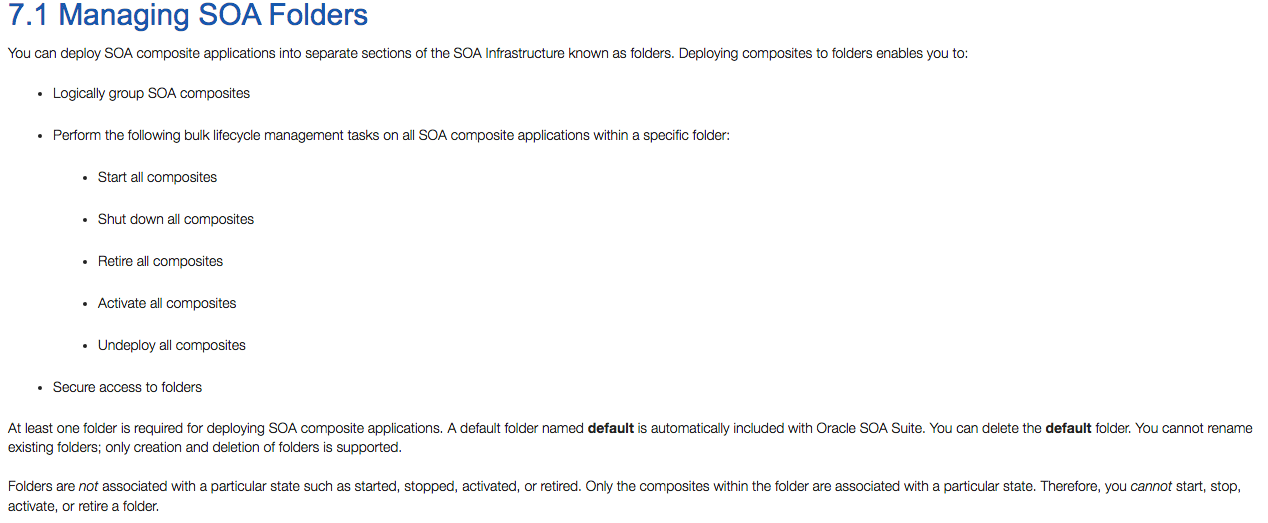 7.1 Managing SOA Folders
You can deploy SOA composite applications into separate sections of the SOA Infrastructure known as folders. Deploying composites to folders enables you to:
• Logically group SOA composites
• Perform the following bulk lifecycle management tasks on all SOA composite applications within a specific folder:
• Start all composites
• Shut down all composites
• Retire all composites
• Activate all composites
• Undeploy all composites
• Secure access to folders
At least one folder is required for deploying SOA composite applications. A default folder named default is automatically included with Oracle SOA Suite. You can delete the default folder. You cannot rename
existing folders; only creation and deletion of folders is supported.
Folders are not associated with a particular state such as started, stopped, activated, or retired. Only the composites within the folder are associated with a particular state. Therefore, you cannot start, stop,
activate, or retire a folder.